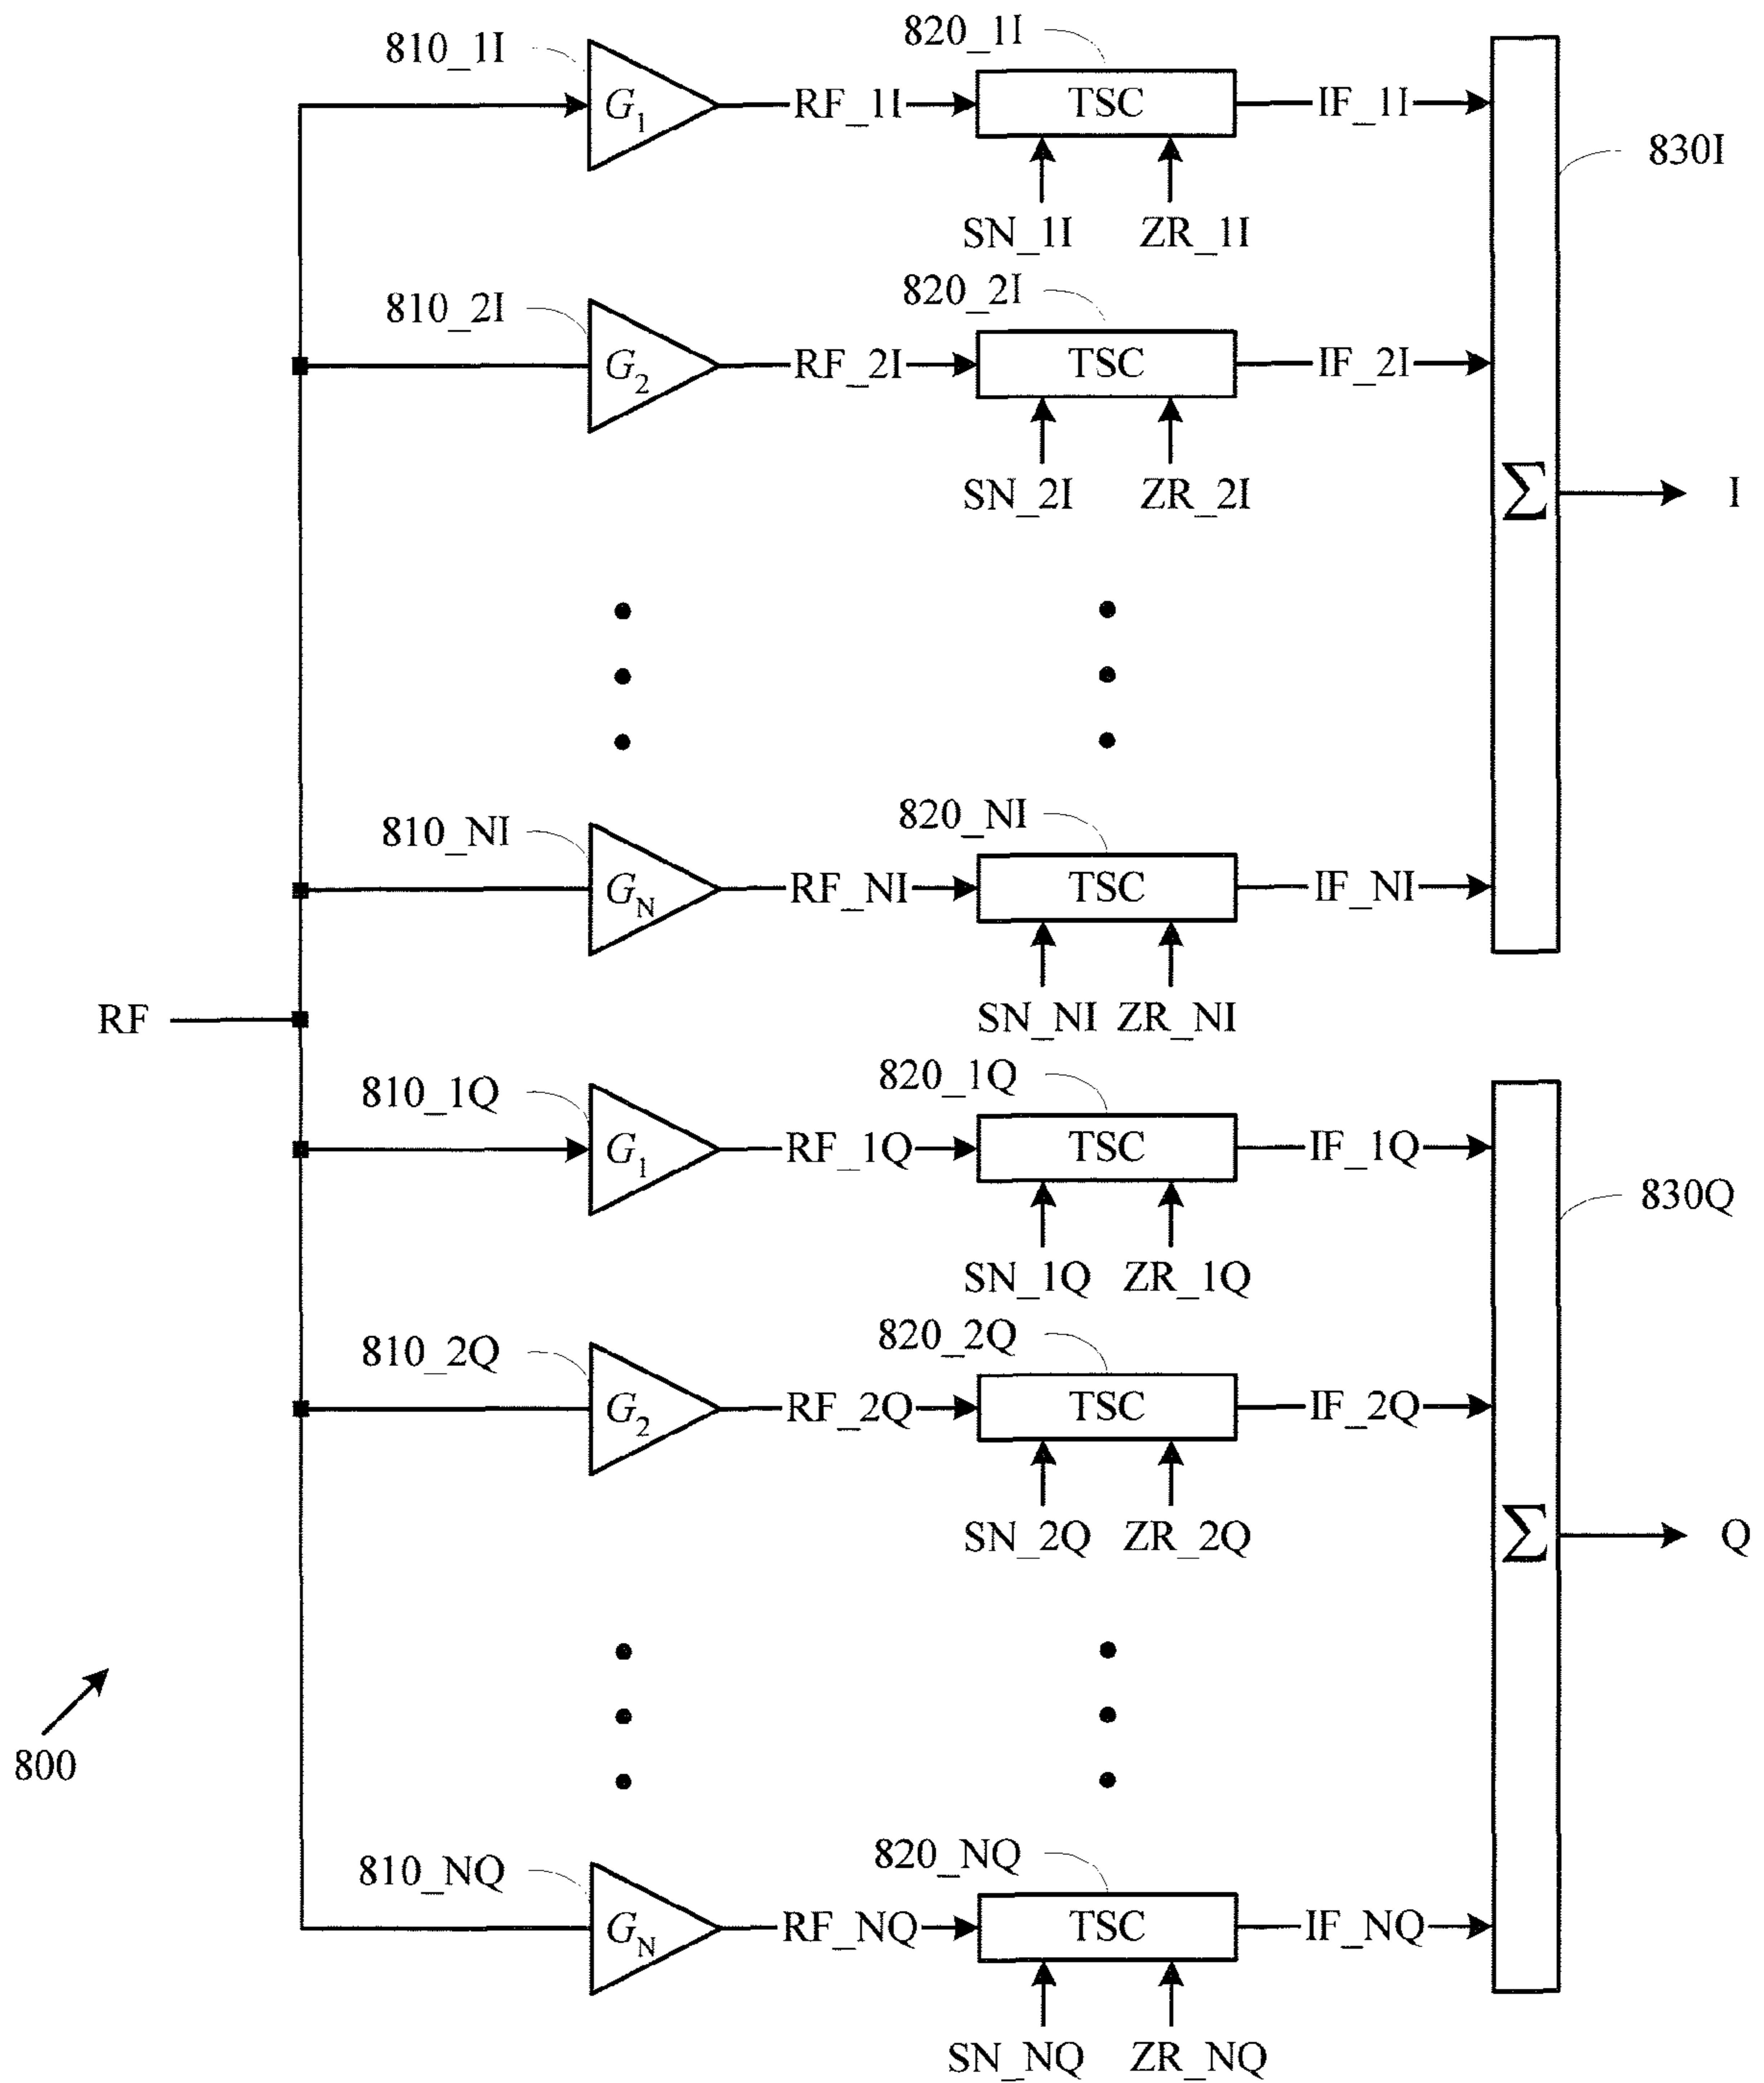 810_1I 820_1I
G1 RF_1I TSC IF_1I
830I
SN_1I ZR_1I
810_2I 820_2I
G2 RF_2I TSC IF_2I
SN_2I ZR_2I
Σ I
810_NI 820_NI
GN RF_NI TSC IF_NI
SN_NI ZR_NI
RF
810_1Q 820_1Q
G1 RF_1Q TSC IF_1Q
830Q
SN_1Q ZR_1Q
810_2Q 820_2Q
G2 RF_2Q TSC IF_2Q
SN_2Q ZR_2Q
Σ Q
800
810_NQ 820_NQ
GN RF_NQ TSC IF_NQ
SN_NQ ZR_NQ